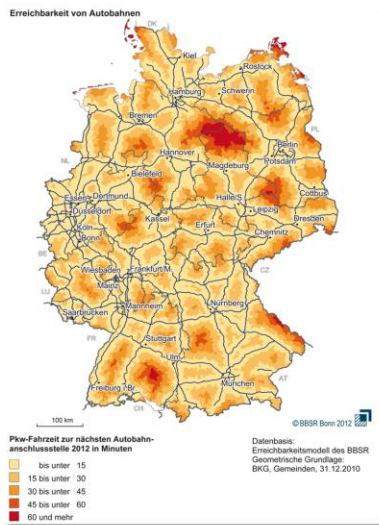 Erreichbarkeit von Autobahnen
DK
Kiel
Rostock
Hamburg
Schwerin
Bremen
PL
Berlin
NL
Hannover
Potsdam
Magdeburg
Bielefeld
Cottbus
Essen
Dortmund
Halle/S.
Leipzig
Düsseldorf
Kassel
Dresden
Köln
Erfurt
Chemnitz
Bonn
BE
Wiesbaden
Frankfurt/M.
CZ
Mainz
LU
Mannheim
Nürnberg
Saarbrücken
FR
Stuttgart
Ulm
München
AT
Freiburg i.Br.
CH
100 km
© BBSR Bonn 2012
Pkw-Fahrzeit zur nächsten Autobahn-
anschlussstelle 2012 in Minuten
bis unter 15
15 bis unter 30
30 bis unter 45
45 bis unter 60
60 und mehr
Datenbasis:
Erreichbarkeitsmodell des BBSR
Geometrische Grundlage:
BKG, Gemeinden, 31.12.2010